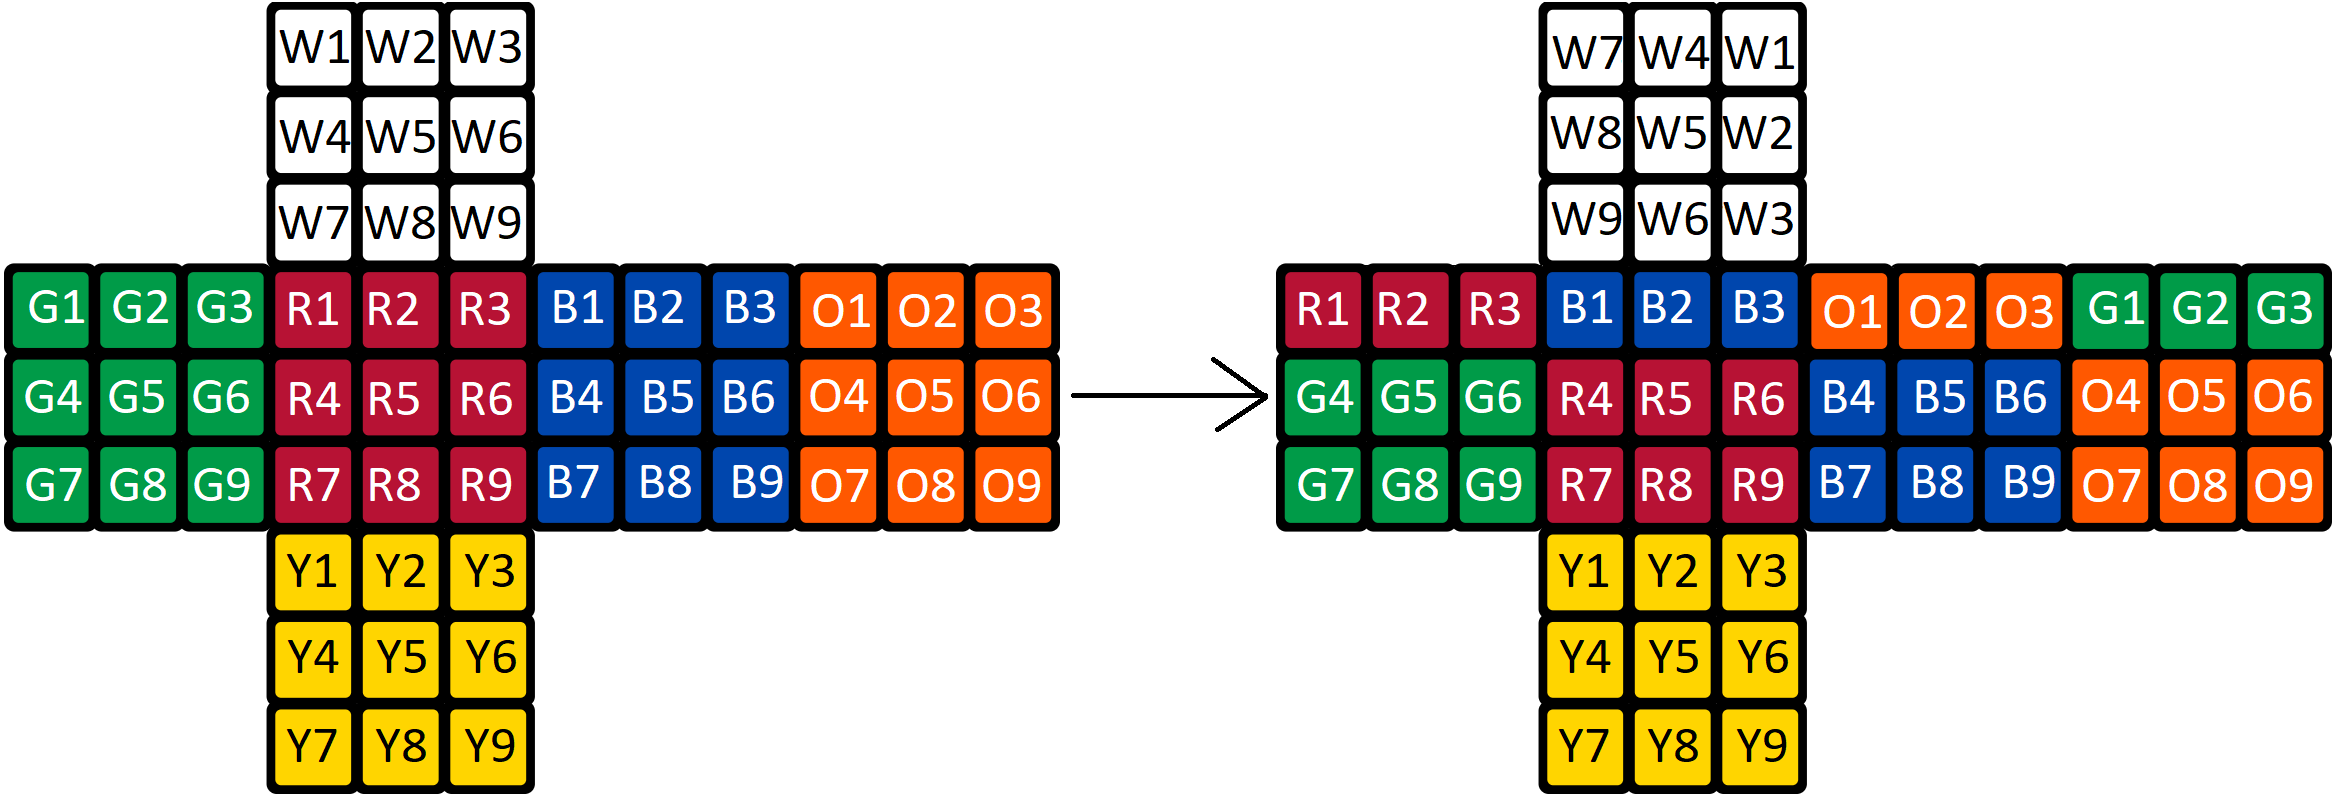 W1 W2 W3
W4 W5 W6
W7 W8 W9
G1 G2 G3 R1 R2 R3 B1 B2 B3 O1 O2 O3
G4 G5 G6 R4 R5 R6 B4 B5 B6 O4 O5 O6
G7 G8 G9 R7 R8 R9 B7 B8 B9 O7 O8 O9
Y1 Y2 Y3
Y4 Y5 Y6
Y7 Y8 Y9
W7 W4 W1
W8 W5 W2
W9 W6 W3
R1 R2 R3 B1 B2 B3 O1 O2 O3 G1 G2 G3
G4 G5 G6 R4 R5 R6 B4 B5 B6 O4 O5 O6
G7 G8 G9 R7 R8 R9 B7 B8 B9 O7 O8 O9
Y1 Y2 Y3
Y4 Y5 Y6
Y7 Y8 Y9